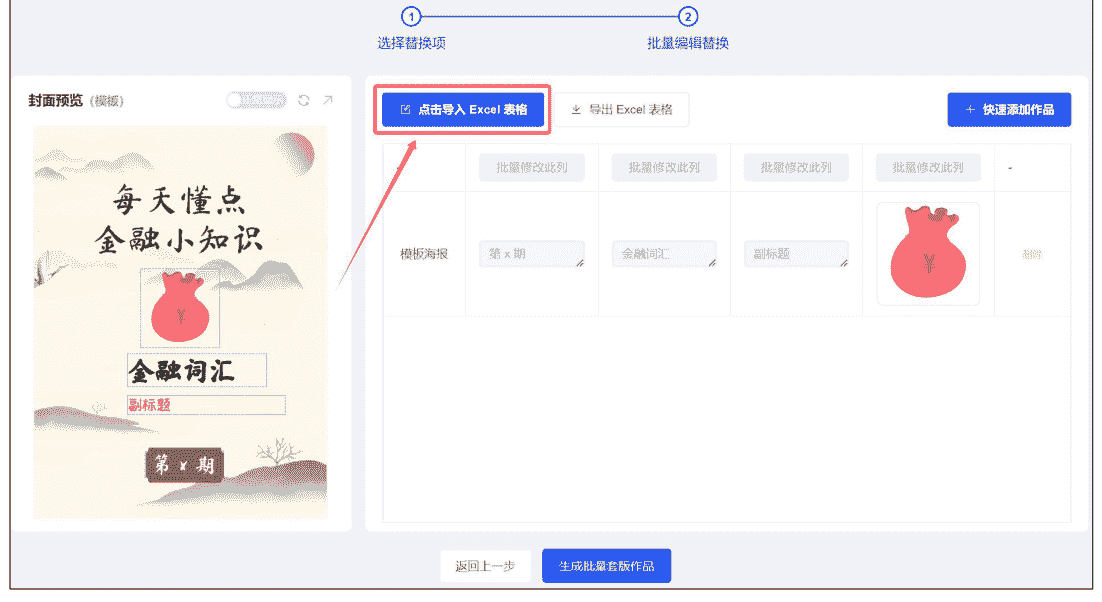 1
2
选择替换项
批量编辑替换
封面预览 (模板)
点击导入 Excel 表格
导出 Excel 表格
+ 快速添加作品
每天懂点
金融小知识
¥
金融词汇
副标题
第 x 期
-
批量修改此列
批量修改此列
批量修改此列
批量修改此列
-
模板海报
第 x 期
金融词汇
副标题
¥
返回上一步
生成批量套版作品